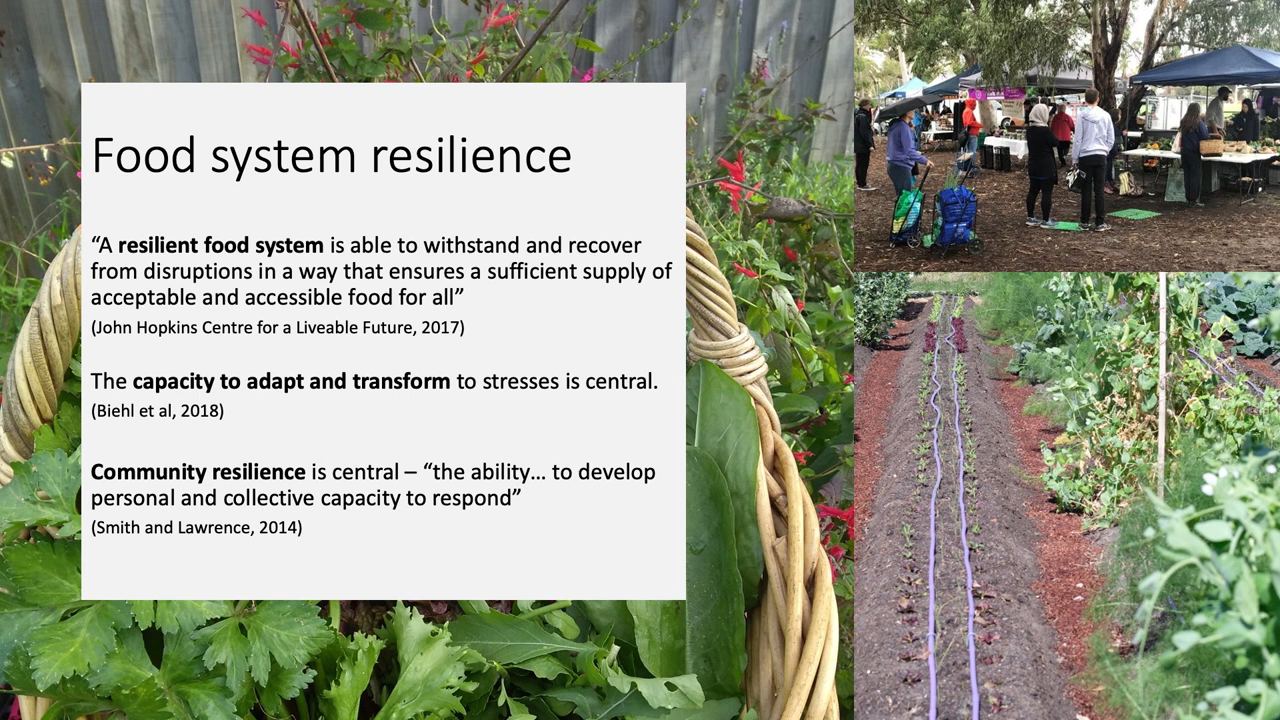 Food system resilience
“A resilient food system is able to withstand and recover
from disruptions in a way that ensures a sufficient supply of
acceptable and accessible food for all”
(John Hopkins Centre for a Liveable Future, 2017)
The capacity to adapt and transform to stresses is central.
(Biehl et al, 2018)
Community resilience is central – “the ability… to develop
personal and collective capacity to respond”
(Smith and Lawrence, 2014)